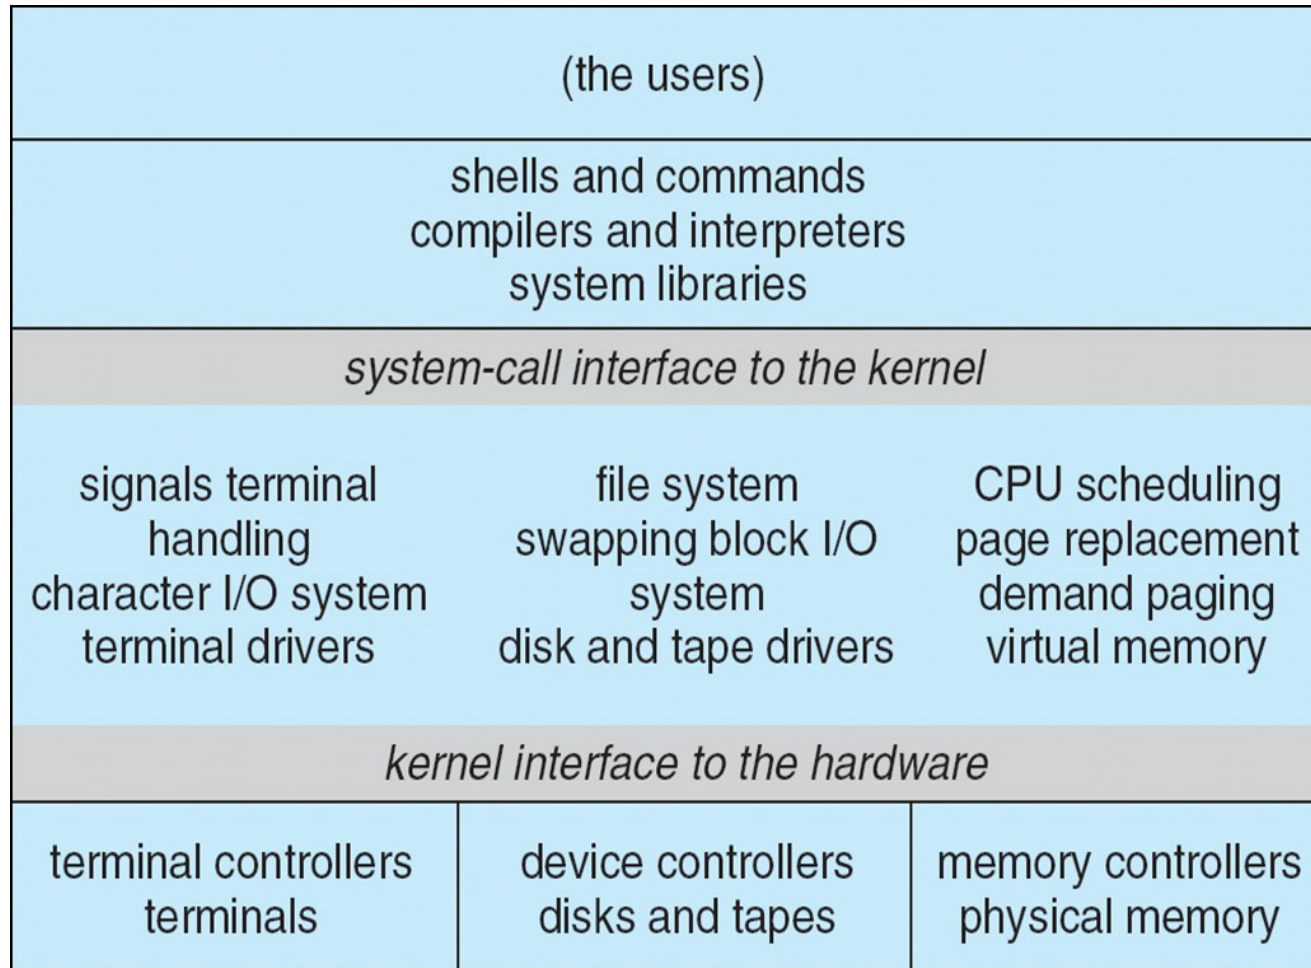 (the users)
shells and commands
compilers and interpreters
system libraries
system-call interface to the kernel
signals terminal
handling
character I/O system
terminal drivers
file system
swapping block I/O
system
disk and tape drivers
CPU scheduling
page replacement
demand paging
virtual memory
kernel interface to the hardware
terminal controllers
terminals
device controllers
disks and tapes
memory controllers
physical memory